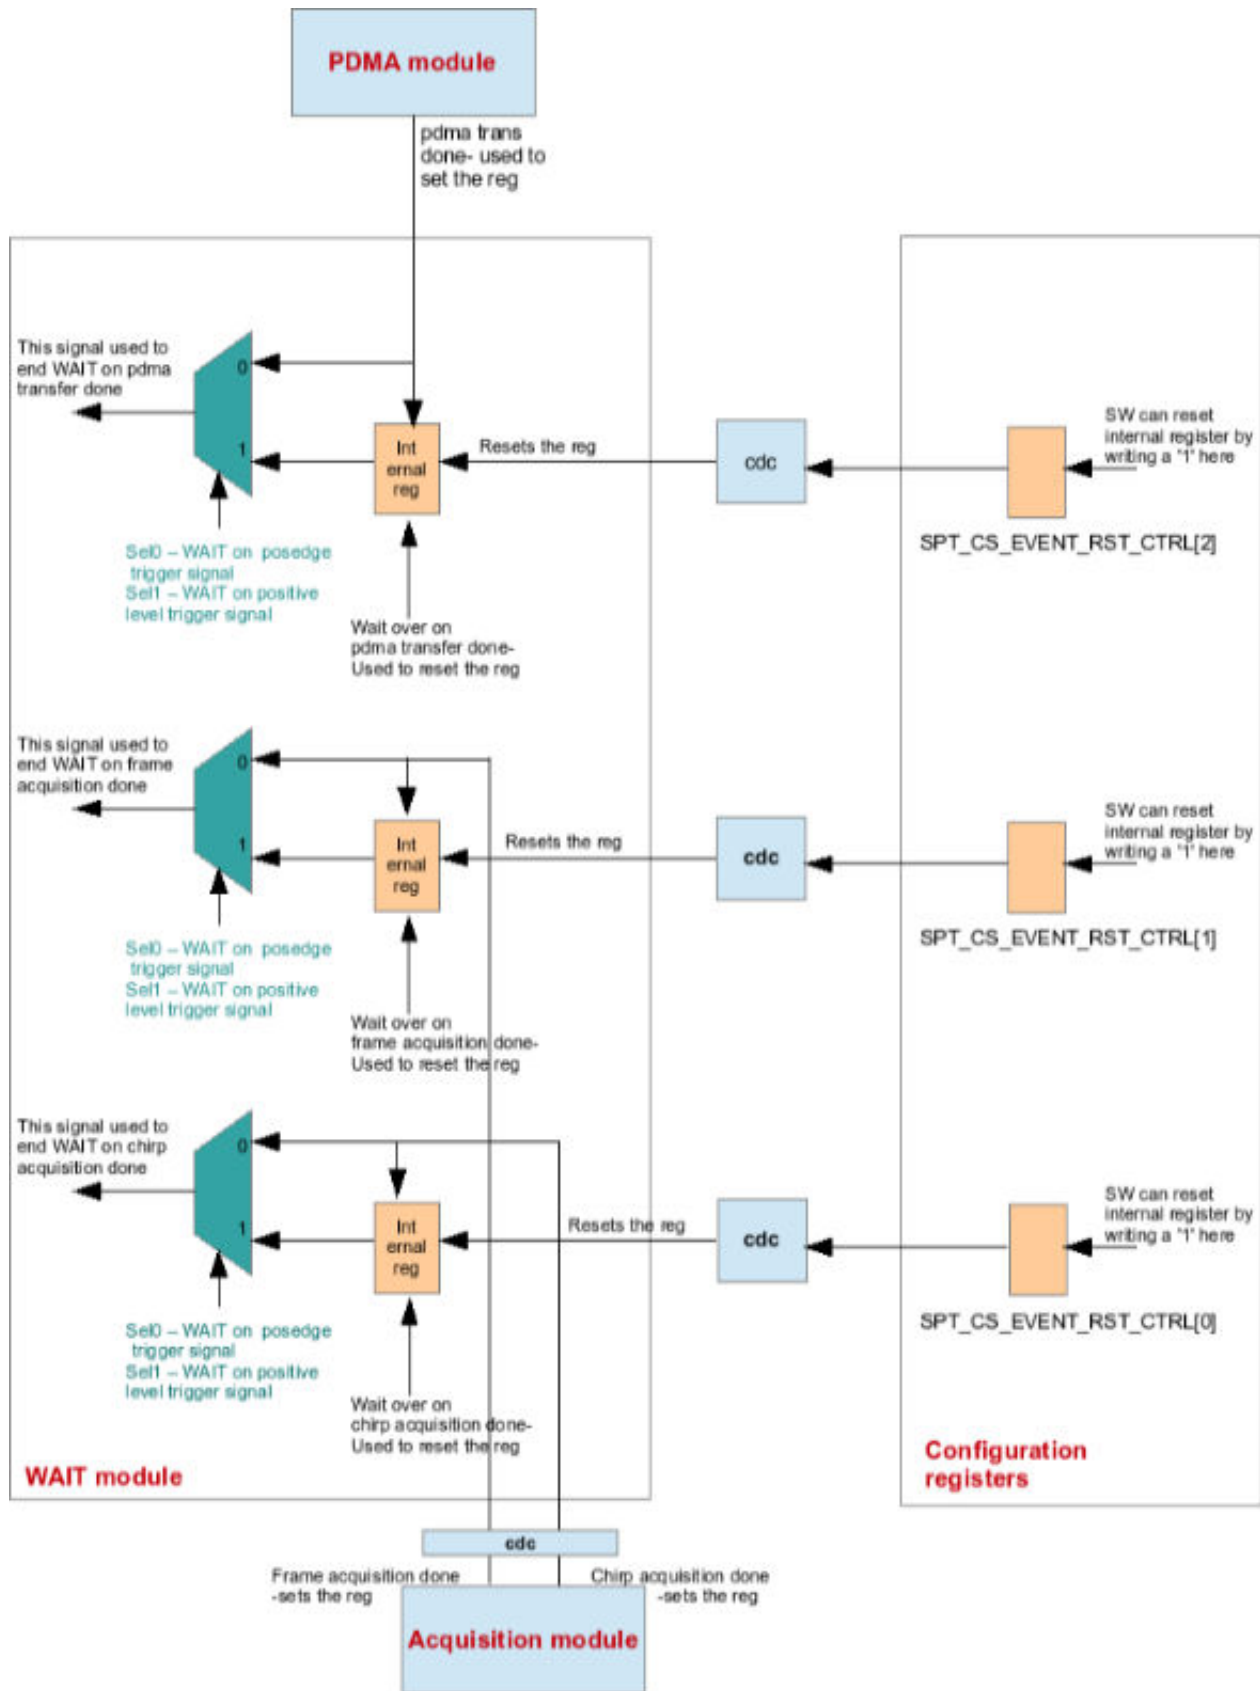 PDMA module
pdma trans
done- used to
set the reg
This signal used to
end WAIT on pdma
transfer done
0
1
Int
ernal
reg
Resets the reg
cdc
SW can reset
internal register by
writing a "1" here
SPT_CS_EVENT_RST_CTRL[2]
Sel0 – WAIT on posedge
trigger signal
Sel1 – WAIT on positive
level trigger signal
Wait over on
pdma transfer done-
Used to reset the reg
This signal used to
end WAIT on frame
acquisition done
0
1
Int
ernal
reg
Resets the reg
cdc
SW can reset
internal register by
writing a "1" here
SPT_CS_EVENT_RST_CTRL[1]
Sel0 – WAIT on posedge
trigger signal
Sel1 – WAIT on positive
level trigger signal
Wait over on
frame acquisition done-
Used to reset the reg
This signal used to
end WAIT on chirp
acquisition done
0
1
Int
ernal
reg
Resets the reg
cdc
SW can reset
internal register by
writing a "1" here
SPT_CS_EVENT_RST_CTRL[0]
Sel0 – WAIT on posedge
trigger signal
Sel1 – WAIT on positive
level trigger signal
Wait over on
chirp acquisition done-
Used to reset the reg
WAIT module
Configuration
registers
cdc
Frame acquisition done
-sets the reg
Chirp acquisition done
-sets the reg
Acquisition module